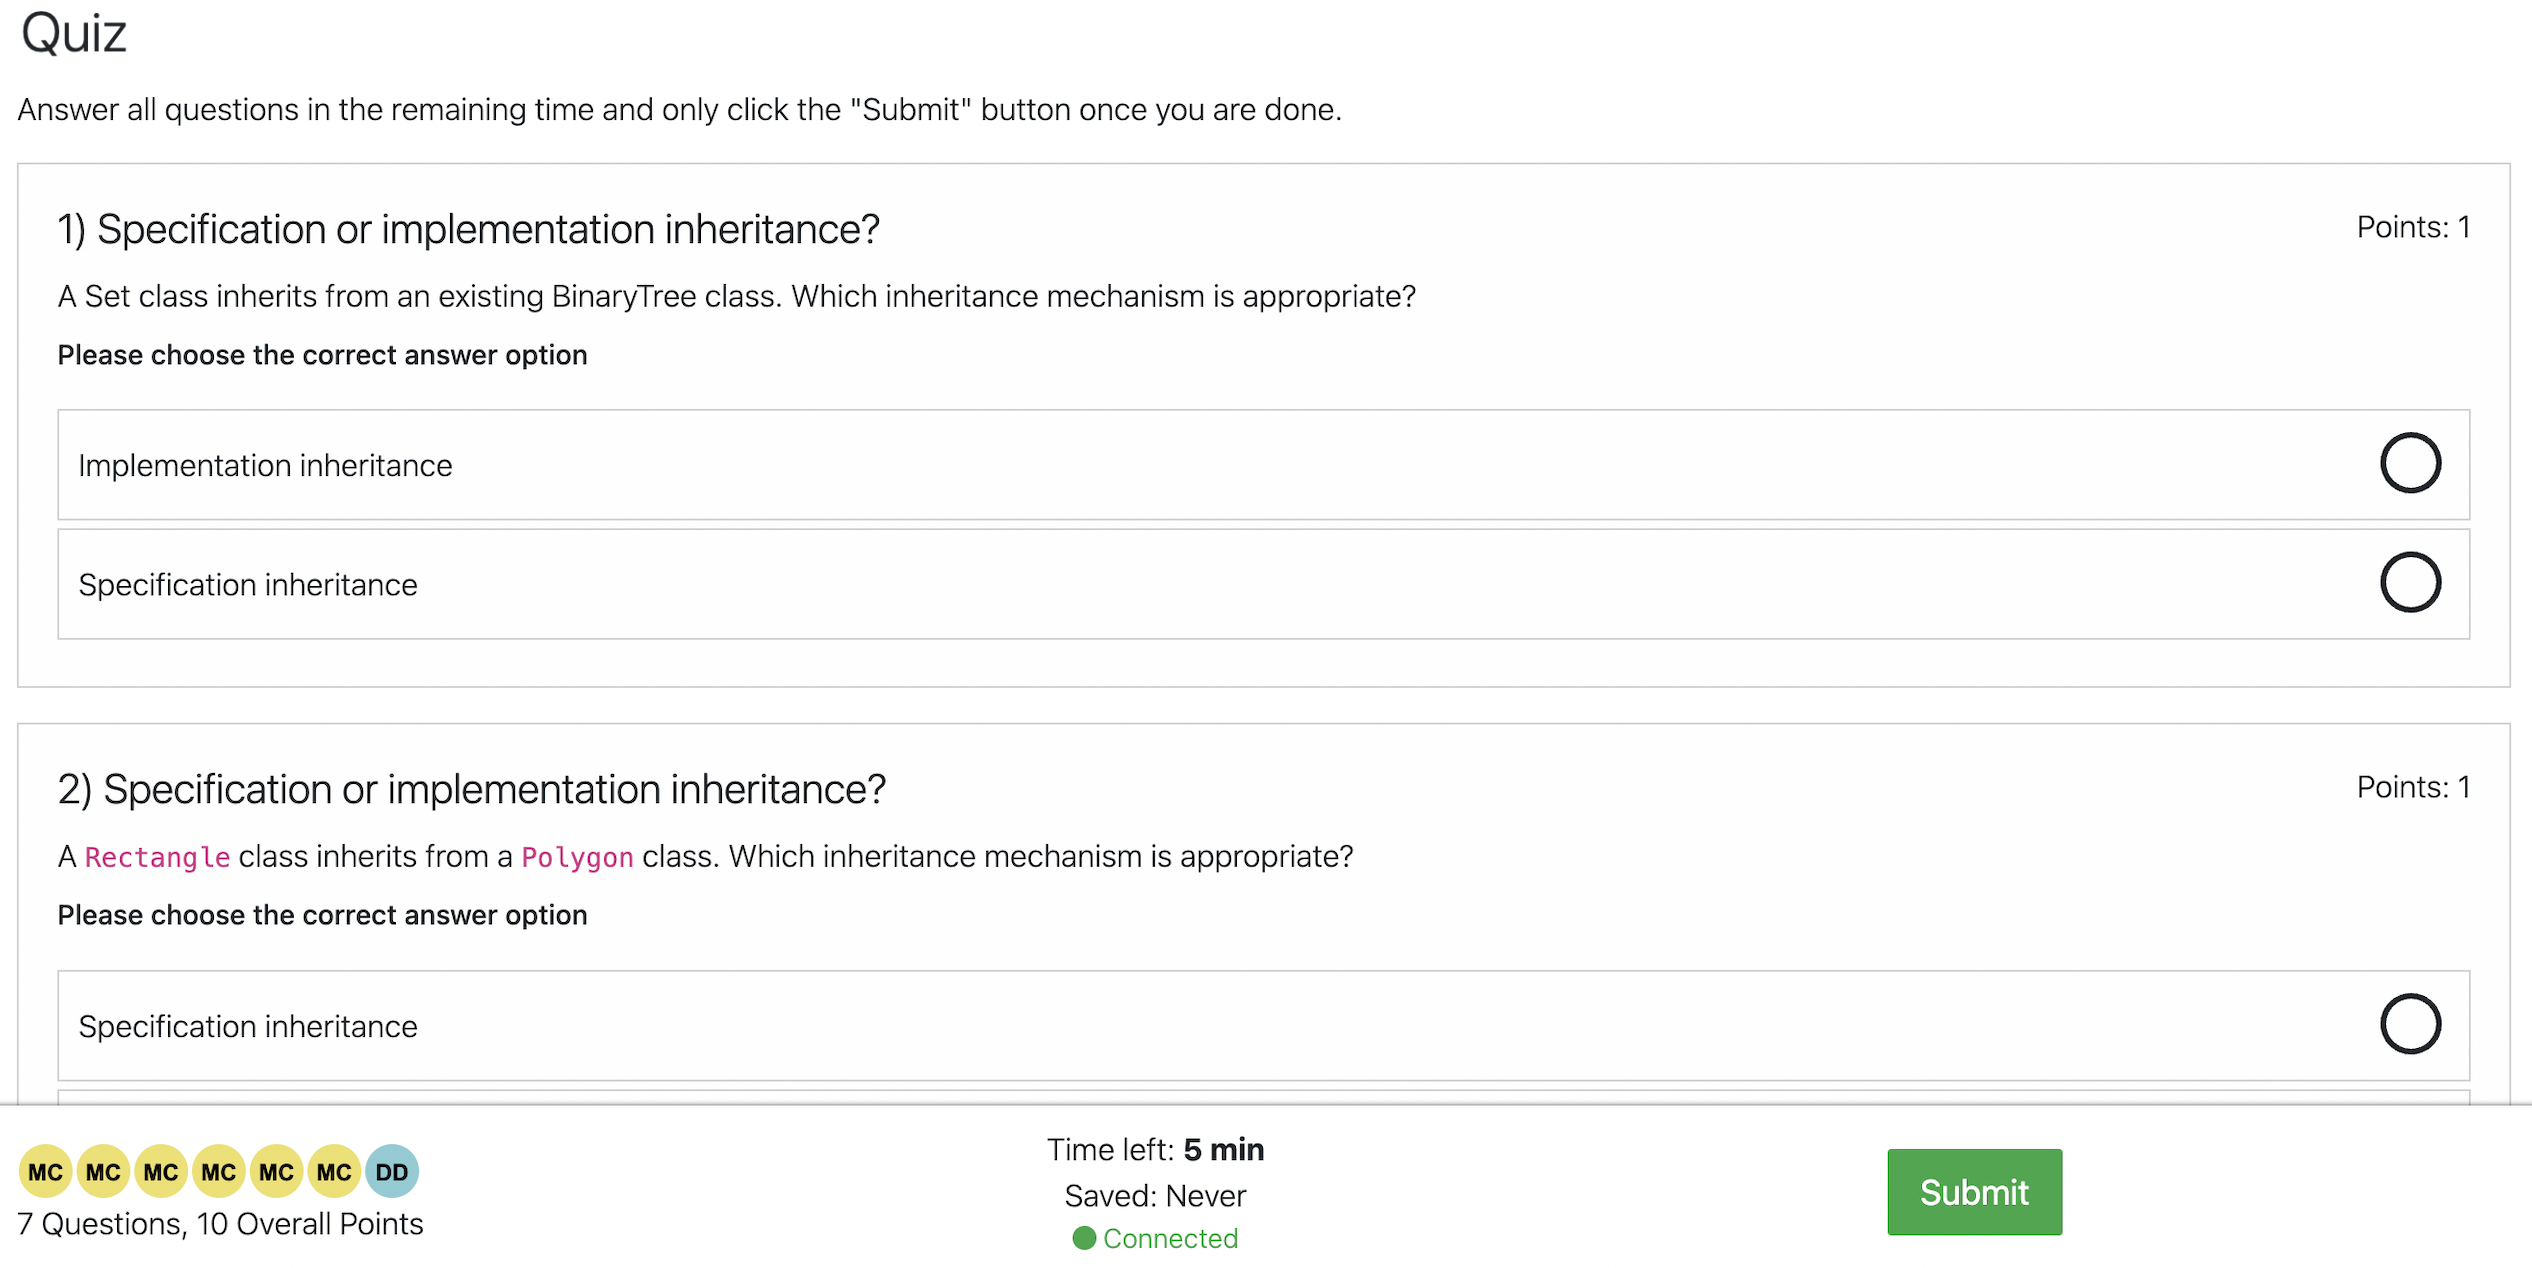 Quiz
Answer all questions in the remaining time and only click the "Submit" button once you are done.
1) Specification or implementation inheritance?
Points: 1
A Set class inherits from an existing BinaryTree class. Which inheritance mechanism is appropriate?
Please choose the correct answer option
Implementation inheritance
Specification inheritance
2) Specification or implementation inheritance?
Points: 1
A Rectangle class inherits from a Polygon class. Which inheritance mechanism is appropriate?
Please choose the correct answer option
Specification inheritance
MC MC MC MC MC MC DD
7 Questions, 10 Overall Points
Time left: 5 min
Saved: Never
Connected
Submit